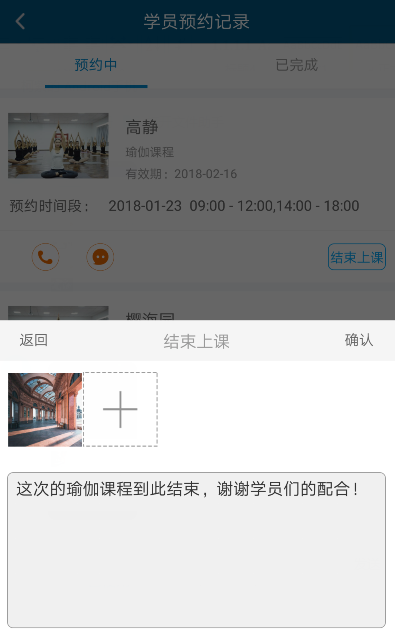 学员预约记录
预约中
已完成
高静
瑜伽课程
有效期：2018-02-16
预约时间段： 2018-01-23 09:00 - 12:00,14:00 - 18:00
结束上课
返回
结束上课
确认
这次的瑜伽课程到此结束，谢谢学员们的配合！